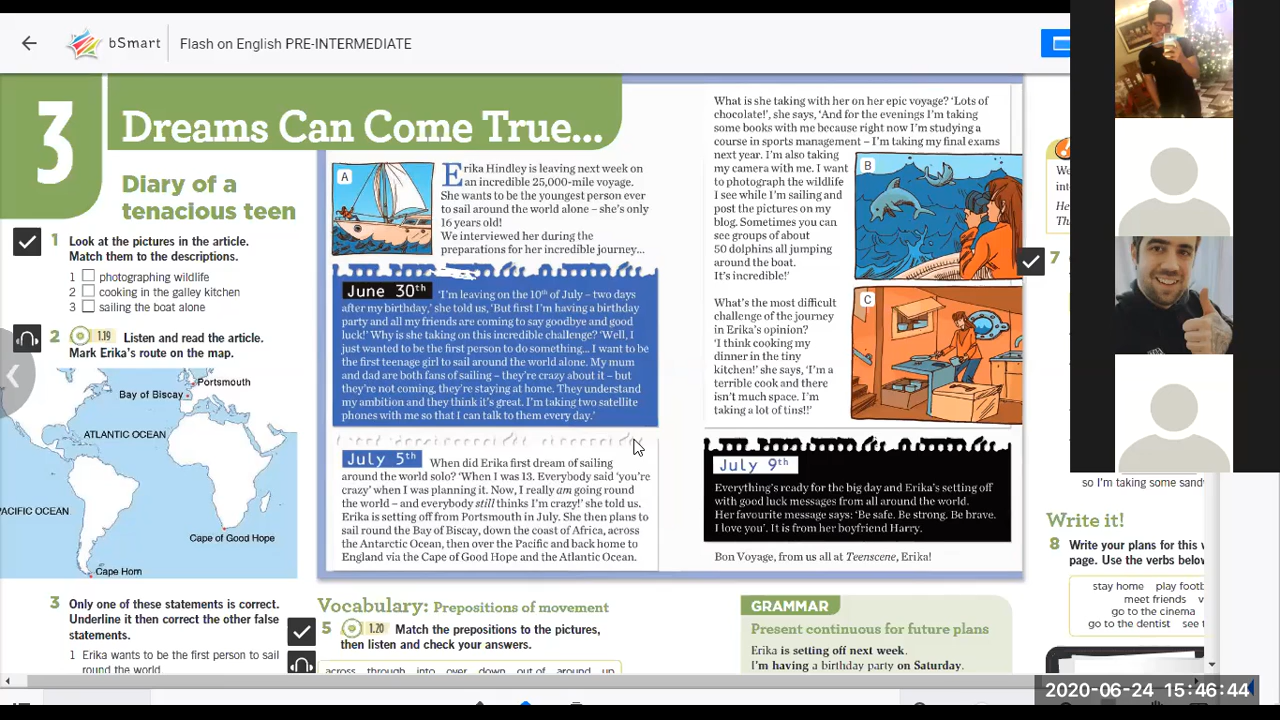 bSmart
Flash on English PRE-INTERMEDIATE
3
Dreams Can Come True...
Diary of a
tenacious teen
1 Look at the pictures in the article.
Match them to the descriptions.
1 photographing wildlife
2 cooking in the galley kitchen
3 sailing the boat alone
2 1.19 Listen and read the article.
Mark Erika's route on the map.
Portsmouth
Bay of Biscay
ATLANTIC OCEAN
PACIFIC OCEAN
Cape of Good Hope
Cape Horn
3 Only one of these statements is correct.
Underline it then correct the other false
statements.
1 Erika wants to be the first person to sail
round the world
A
Erika Hindley is leaving next week on
an incredible 25,000-mile voyage.
She wants to be the youngest person ever
to sail around the world alone – she's only
16 years old!
We interviewed her during the
preparations for her incredible journey...
June 30th 'I'm leaving on the 10th of July – two days
after my birthday,' she told us, 'But first I'm having a birthday
party and all my friends are coming to say goodbye and good
luck!' Why is she taking on this incredible challenge? 'Well, I
just wanted to be the first person to do something... I want to be
the first teenage girl to sail around the world alone. My mum
and dad are both fans of sailing – they're crazy about it – but
they're not coming, they're staying at home. They understand
my ambition and they think it's great. I'm taking two satellite
phones with me so that I can talk to them every day.'
July 5th When did Erika first dream of sailing
around the world solo? 'When I was 13. Everybody said 'you're
crazy' when I was planning it. Now, I really am going round
the world – and everybody still thinks I'm crazy!' she told us.
Erika is setting off from Portsmouth in July. She then plans to
sail round the Bay of Biscay, down the coast of Africa, across
the Antarctic Ocean, then over the Pacific and back home to
England via the Cape of Good Hope and the Atlantic Ocean.
What is she taking with her on her epic voyage? 'Lots of
chocolate!', she says, 'And for the evenings I'm taking
some books with me because right now I'm studying a
course in sports management – I'm taking my final exams
next year. I'm also taking
my camera with me. I want
to photograph the wildlife
I see while I'm sailing and
post the pictures on my
blog. Sometimes you can
see groups of about
50 dolphins all jumping
around the boat.
It's incredible!'
B
What's the most difficult
challenge of the journey
in Erika's opinion?
'I think cooking my
dinner in the tiny
kitchen!' she says, 'I'm a
terrible cook and there
isn't much space. I'm
taking a lot of tins!!'
C
July 9th
Everything's ready for the big day and Erika's setting off
with good luck messages from all around the world.
Her favourite message says: 'Be safe. Be strong. Be brave.
I love you'. It is from her boyfriend Harry.
Bon Voyage, from us all at Teenscene, Erika!
Vocabulary: Prepositions of movement
5 1.20 Match the prepositions to the pictures,
then listen and check your answers.
across through into over down out of around up
GRAMMAR
Present continuous for future plans
Erika is setting off next week.
I'm having a birthday party on Saturday.
We
int
He
Th
7
so I'm taking some sand
Write it!
8 Write your plans for this
page. Use the verbs belo
stay home play footb
meet friends v
go to the cinema
go to the dentist see
2020-06-24 15:46:44